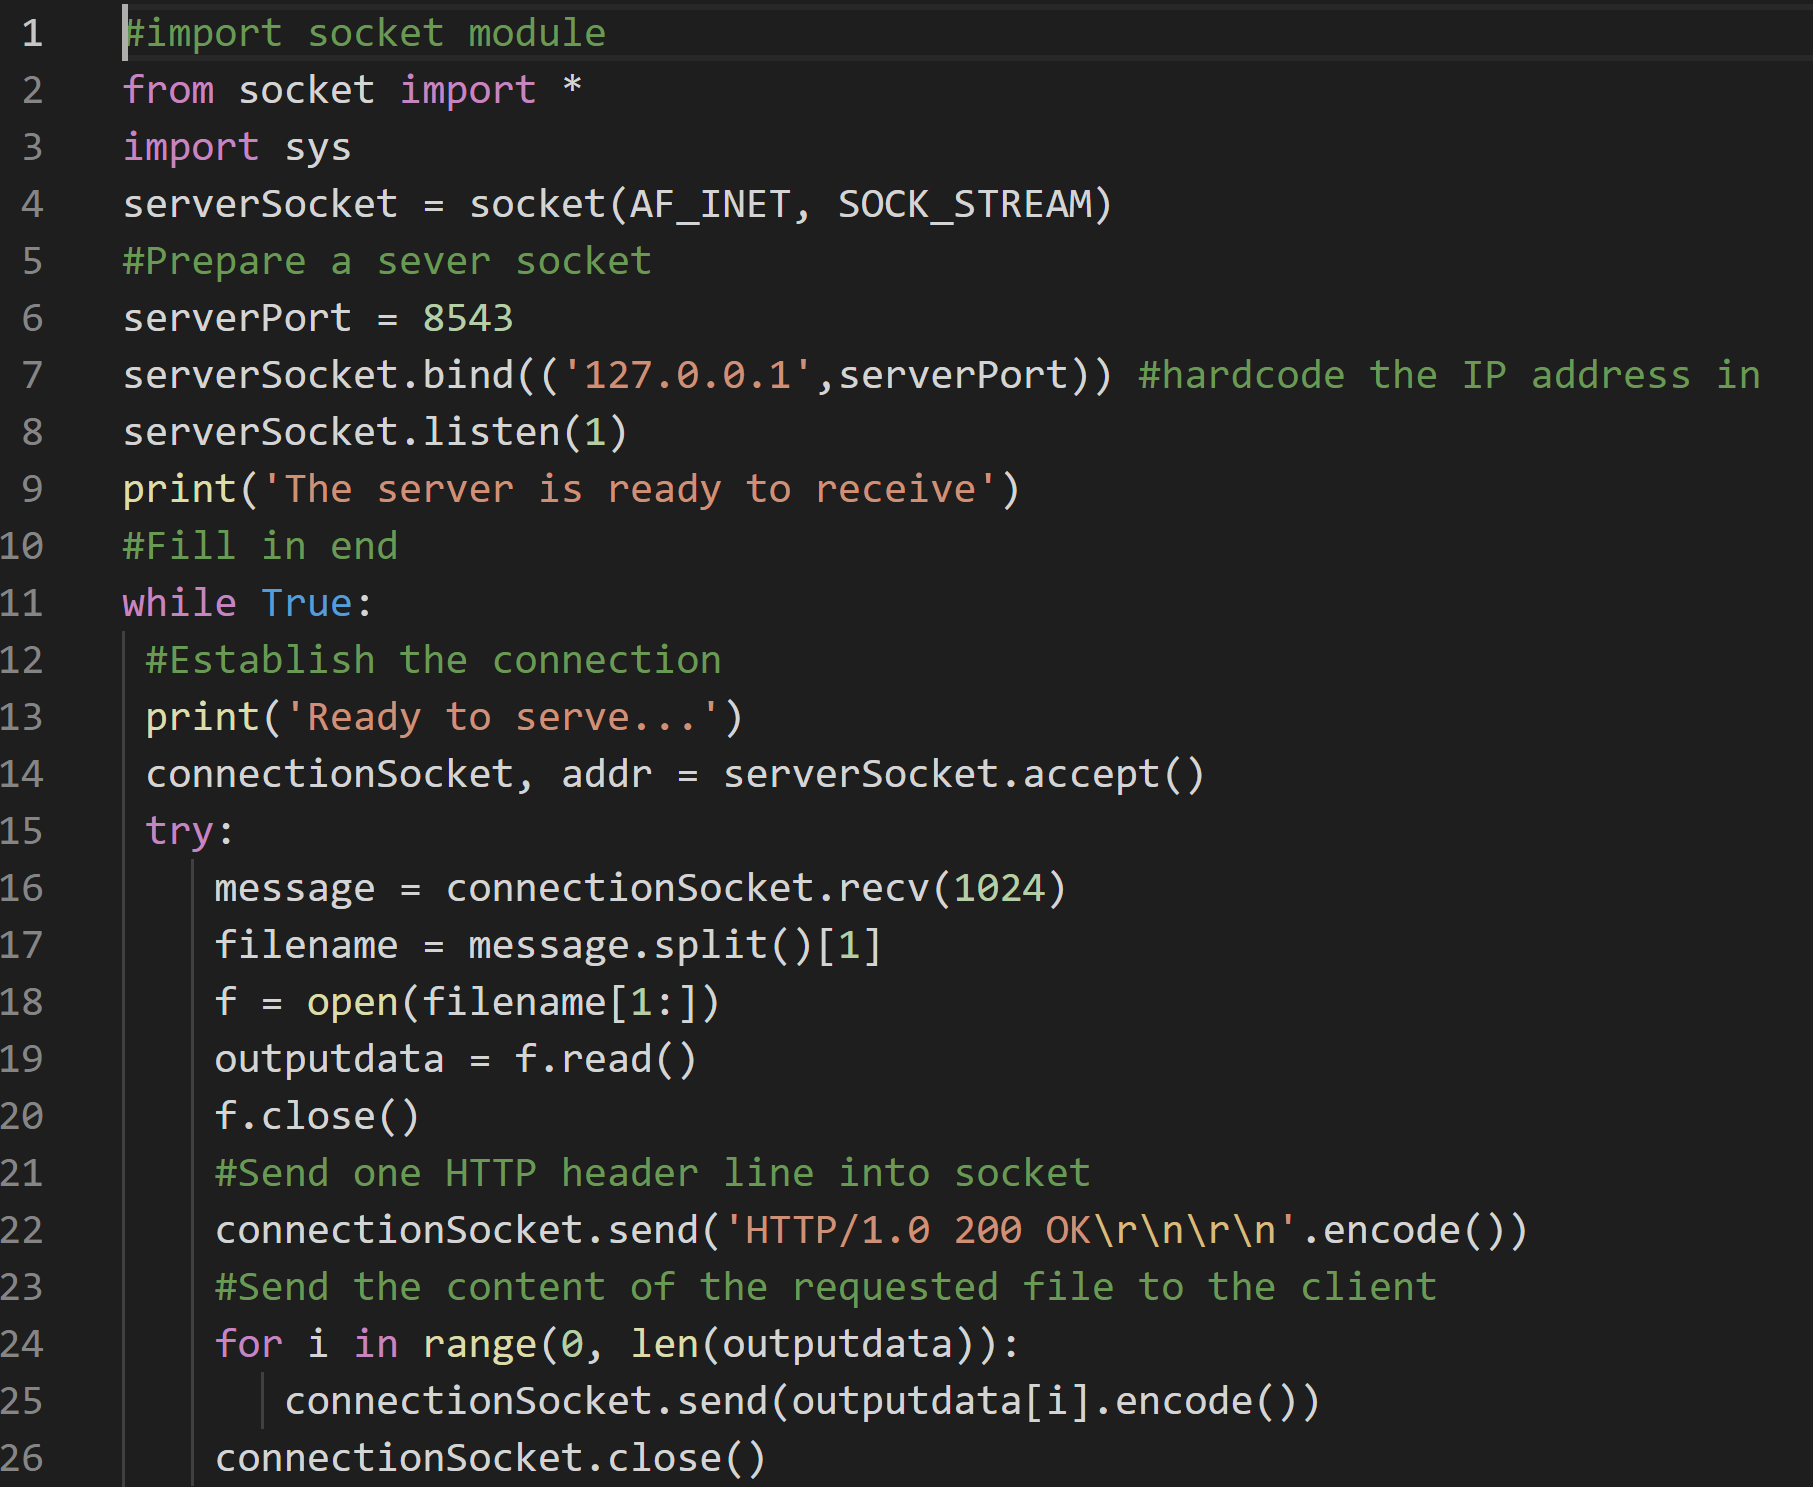 1 #import socket module
2 from socket import *
3 import sys
4 serverSocket = socket(AF_INET, SOCK_STREAM)
5 #Prepare a sever socket
6 serverPort = 8543
7 serverSocket.bind(('127.0.0.1',serverPort)) #hardcode the IP address in
8 serverSocket.listen(1)
9 print('The server is ready to receive')
10 #Fill in end
11 while True:
12 #Establish the connection
13 print('Ready to serve...')
14 connectionSocket, addr = serverSocket.accept()
15 try:
16 message = connectionSocket.recv(1024)
17 filename = message.split()[1]
18 f = open(filename[1:])
19 outputdata = f.read()
20 f.close()
21 #Send one HTTP header line into socket
22 connectionSocket.send('HTTP/1.0 200 OK\r\n\r\n'.encode())
23 #Send the content of the requested file to the client
24 for i in range(0, len(outputdata)):
25 connectionSocket.send(outputdata[i].encode())
26 connectionSocket.close()